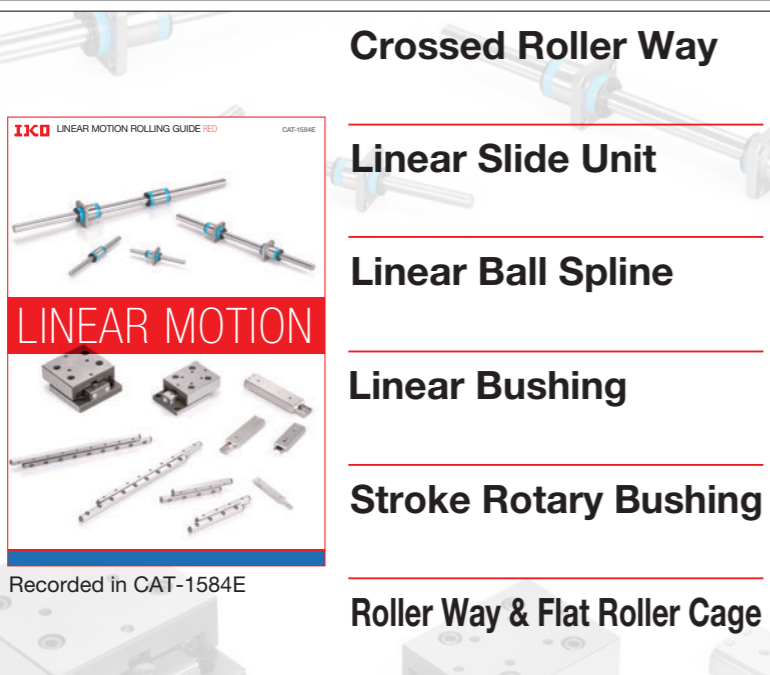 IKO LINEAR MOTION ROLLING GUIDE RED CAT-1584E
LINEAR MOTION
Recorded in CAT-1584E
Crossed Roller Way
Linear Slide Unit
Linear Ball Spline
Linear Bushing
Stroke Rotary Bushing
Roller Way & Flat Roller Cage